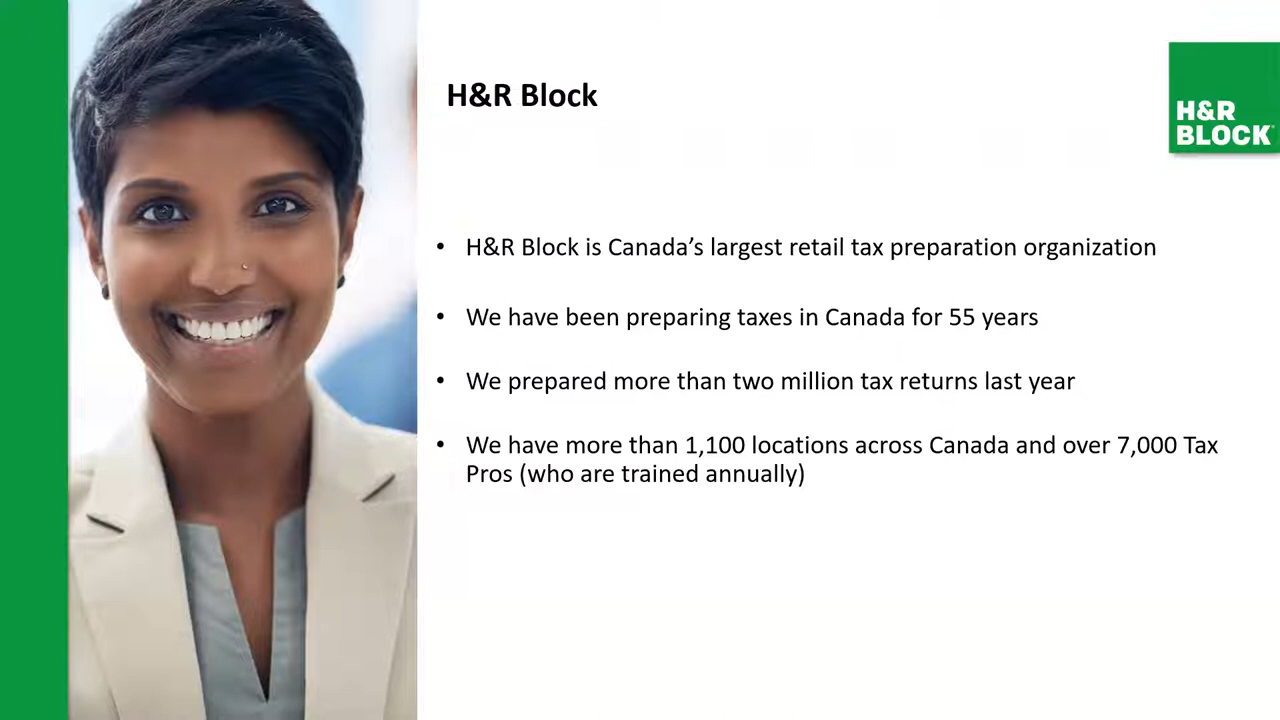 H&R Block
H&R
BLOCK
• H&R Block is Canada’s largest retail tax preparation organization
• We have been preparing taxes in Canada for 55 years
• We prepared more than two million tax returns last year
• We have more than 1,100 locations across Canada and over 7,000 Tax
Pros (who are trained annually)